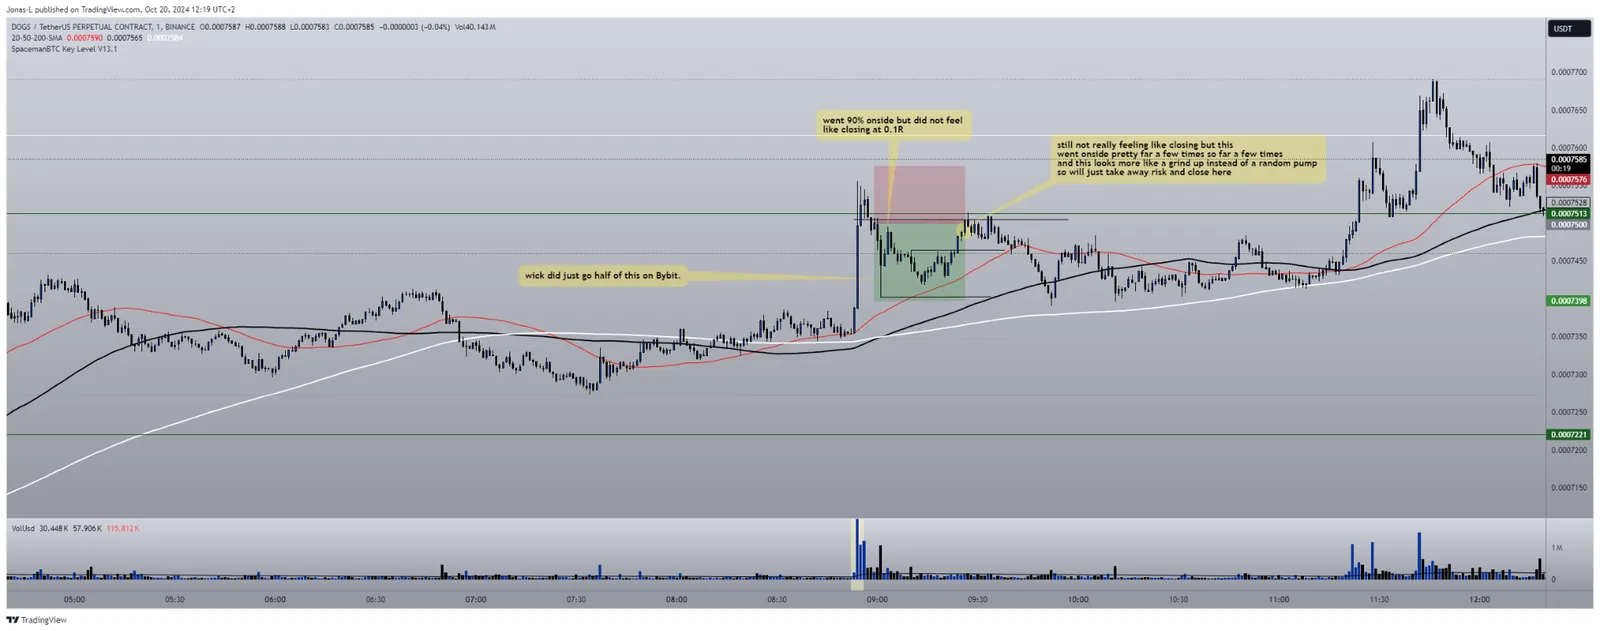 Jonas-L published on TradingView.com, Oct 20, 2024 12:19 UTC+2
DOGS / TetherUS PERPETUAL CONTRACT, 1, BINANCE O0.0007587 H0.0007588 L0.0007583 C0.0007585 −0.0000003 (−0.04%) Vol40.143M
20-50-200-SMA 0.0007590 0.0007565 0.0007584
SpacemanBTC Key Level V13.1
USDT
0.0007700
0.0007650
went 90% onside but did not feel
like closing at 0.1R
still not really feeling like closing but this
went onside pretty far a few times so far a few times
and this looks more like a grind up instead of a random pump
so will just take away risk and close here
0.0007600
0.0007585
00:19
0.0007576
0.0007528
0.0007513
0.0007500
0.0007450
wick did just go half of this on Bybit.
0.0007398
0.0007350
0.0007300
0.0007250
0.0007221
0.0007200
0.0007150
VolUsd 30.448K 57.906K 115.812K
1M
0
05:00 05:30 06:00 06:30 07:00 07:30 08:00 08:30 09:00 09:30 10:00 10:30 11:00 11:30 12:00
TradingView